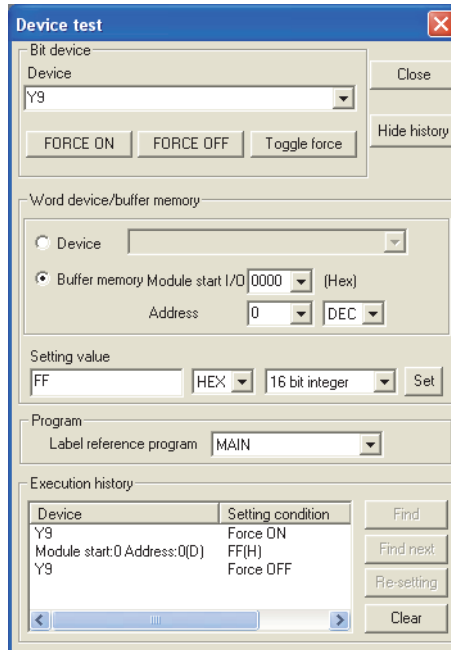 Device test
Bit device
Device
Close
Y9
Hide history
FORCE ON FORCE OFF Toggle force
Word device/buffer memory
Device
Buffer memory Module start I/O 0000 (Hex)
Address 0 DEC
Setting value
FF HEX 16 bit integer Set
Program
Label reference program MAIN
Execution history
Device Setting condition Find
Y9 Force ON
Module start:0 Address:0(D) FF(H) Find next
Y9 Force OFF
Re-setting
Clear